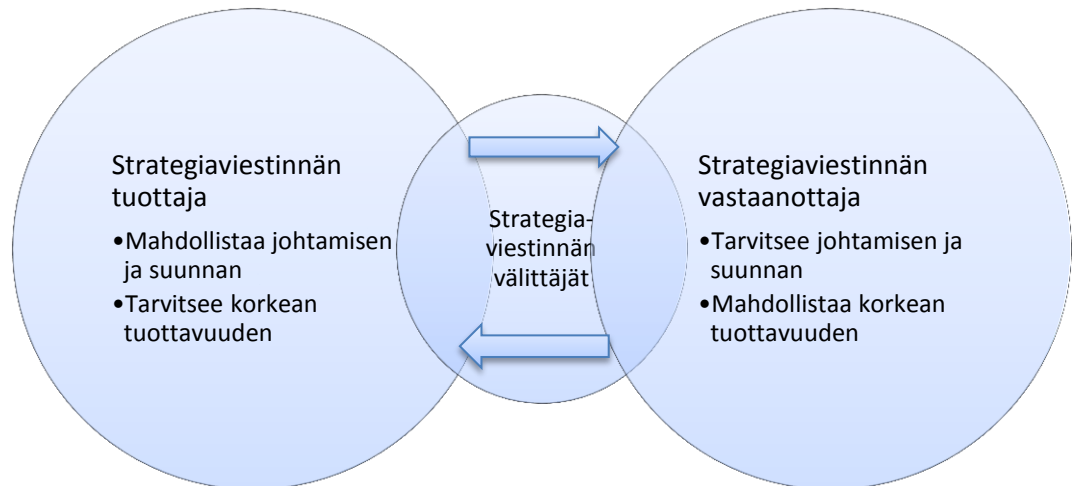 Strategiaviestinnän
tuottaja
•Mahdollistaa johtamisen
ja suunnan
•Tarvitsee korkean
tuottavuuden
Strategia-
viestinnän
välittäjät
Strategiaviestinnän
vastaanottaja
•Tarvitsee johtamisen ja
suunnan
•Mahdollistaa korkean
tuottavuuden